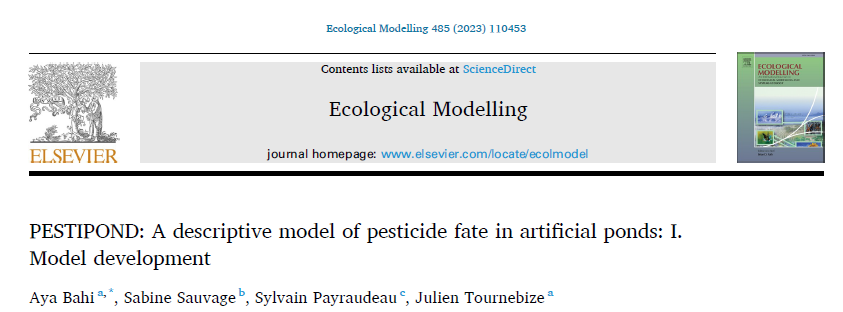 Ecological Modelling 485 (2023) 110453
Contents lists available at ScienceDirect
Ecological Modelling
journal homepage: www.elsevier.com/locate/ecolmodel
ELSEVIER
ECOLOGICAL
MODELLING
PESTIPOND: A descriptive model of pesticide fate in artificial ponds: I.
Model development
Aya Bahi a,*, Sabine Sauvage b, Sylvain Payraudeau c, Julien Tournebize a